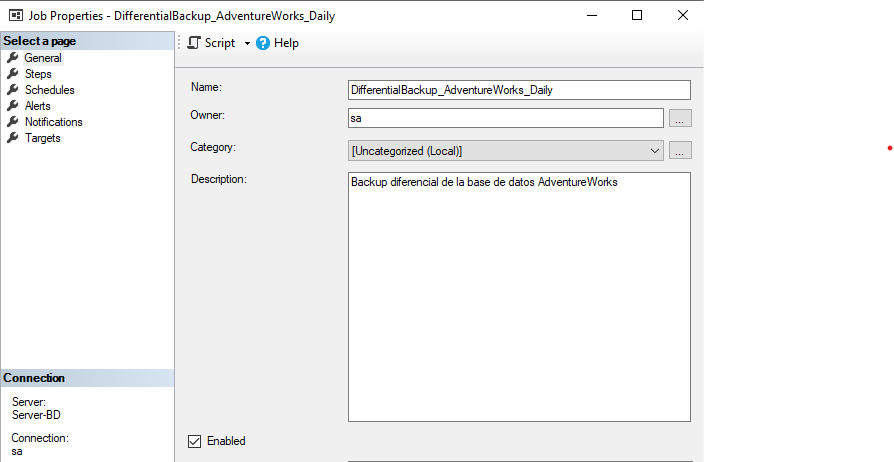 Job Properties - DifferentialBackup_AdventureWorks_Daily
Select a page
General
Steps
Schedules
Alerts
Notifications
Targets
Script
Help
Name:
DifferentialBackup_AdventureWorks_Daily
Owner:
sa
...
Category:
[Uncategorized (Local)]
...
Description:
Backup diferencial de la base de datos AdventureWorks
Enabled
Connection
Server:
Server-BD
Connection:
sa